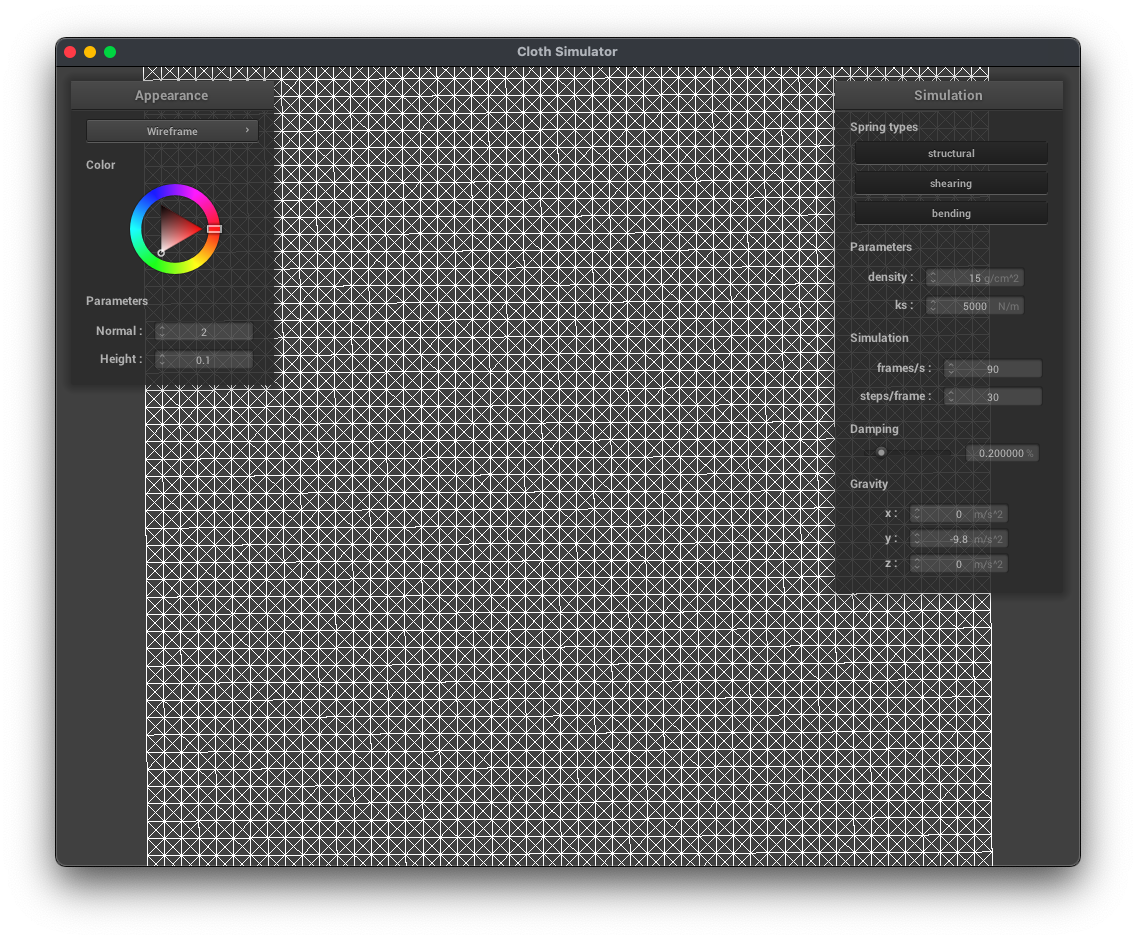 Cloth Simulator
Appearance
Wireframe ›
Color
Parameters
Normal : 2
Height : 0.1
Simulation
Spring types
structural
shearing
bending
Parameters
density : 15 g/cm^2
ks : 5000 N/m
Simulation
frames/s : 90
steps/frame : 30
Damping
0.200000 %
Gravity
x : 0 m/s^2
y : -9.8 m/s^2
z : 0 m/s^2